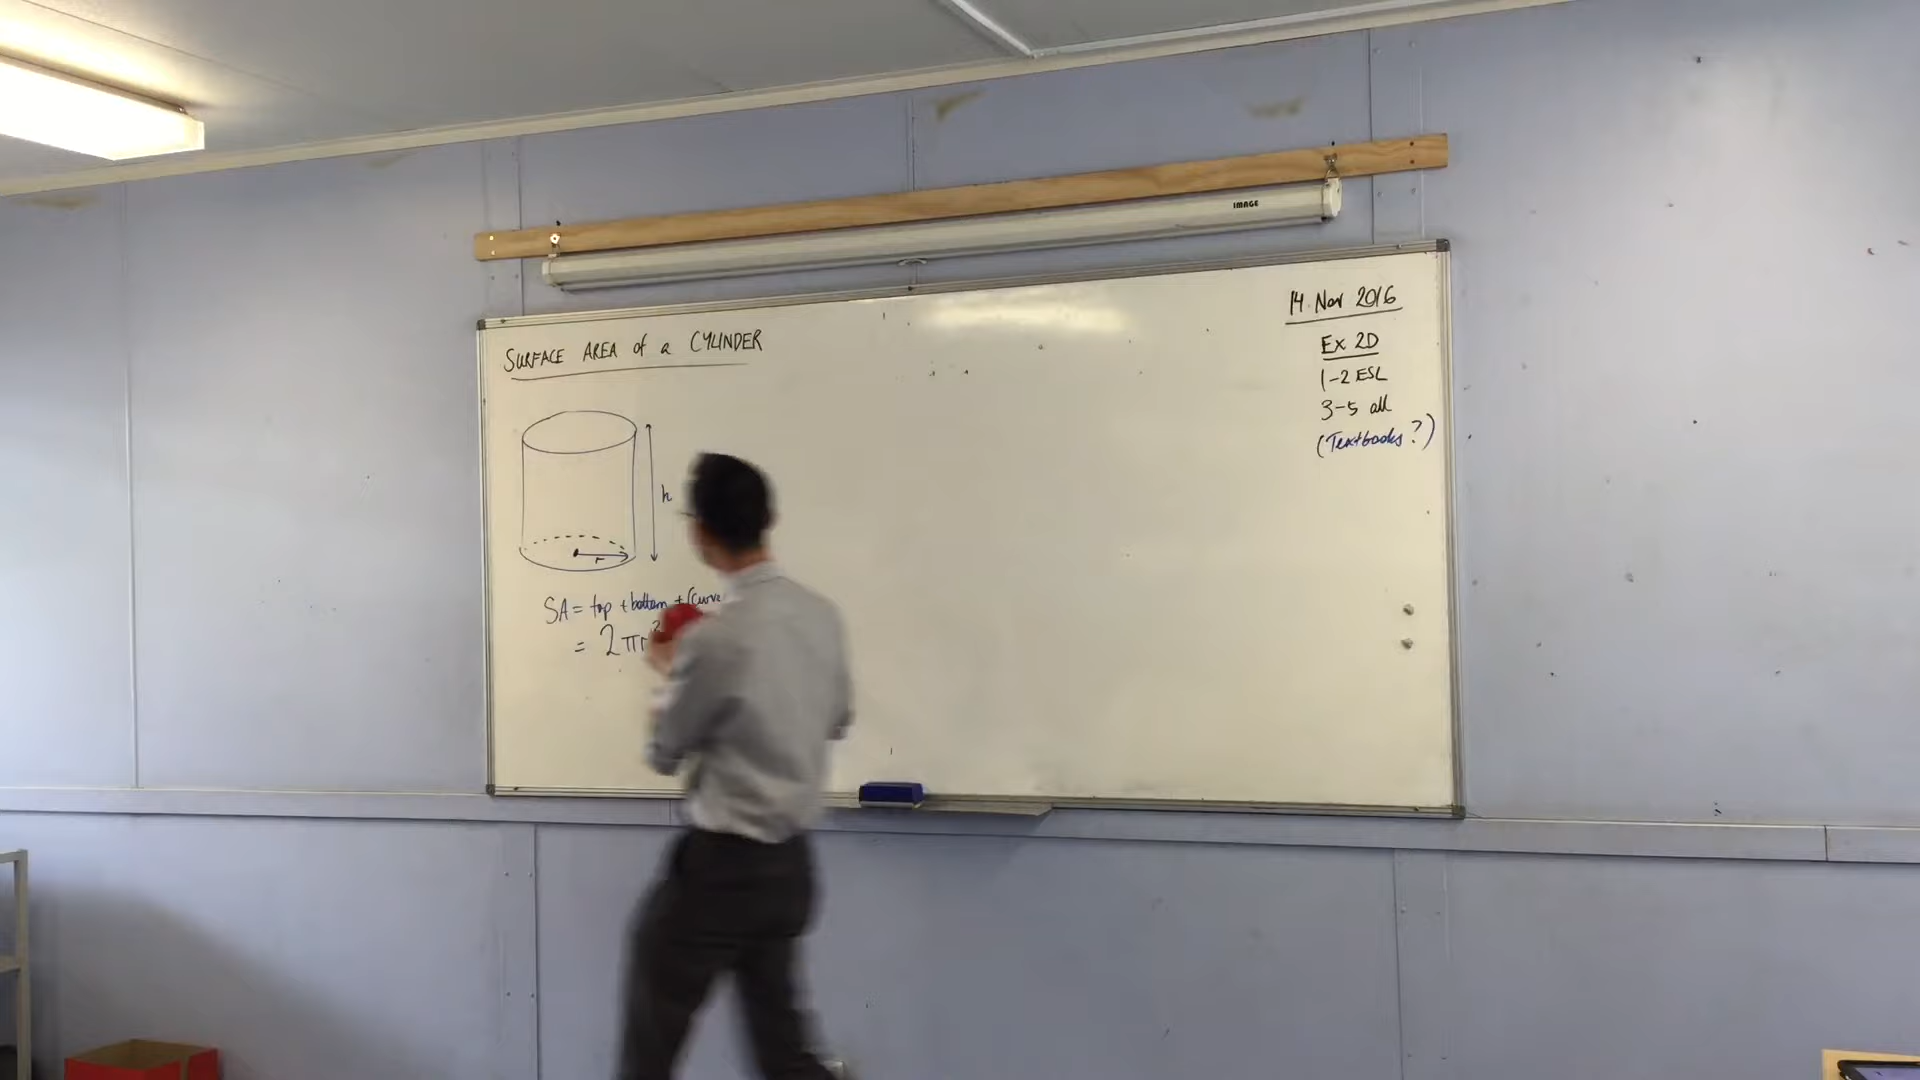 IMAGE
SURFACE AREA of a CYLINDER
14 Nov 2016
Ex 2D
1-2 ESL
3-5 all
(Textbooks?)
h
r
SA = top + bottom + (curve
= 2πr²